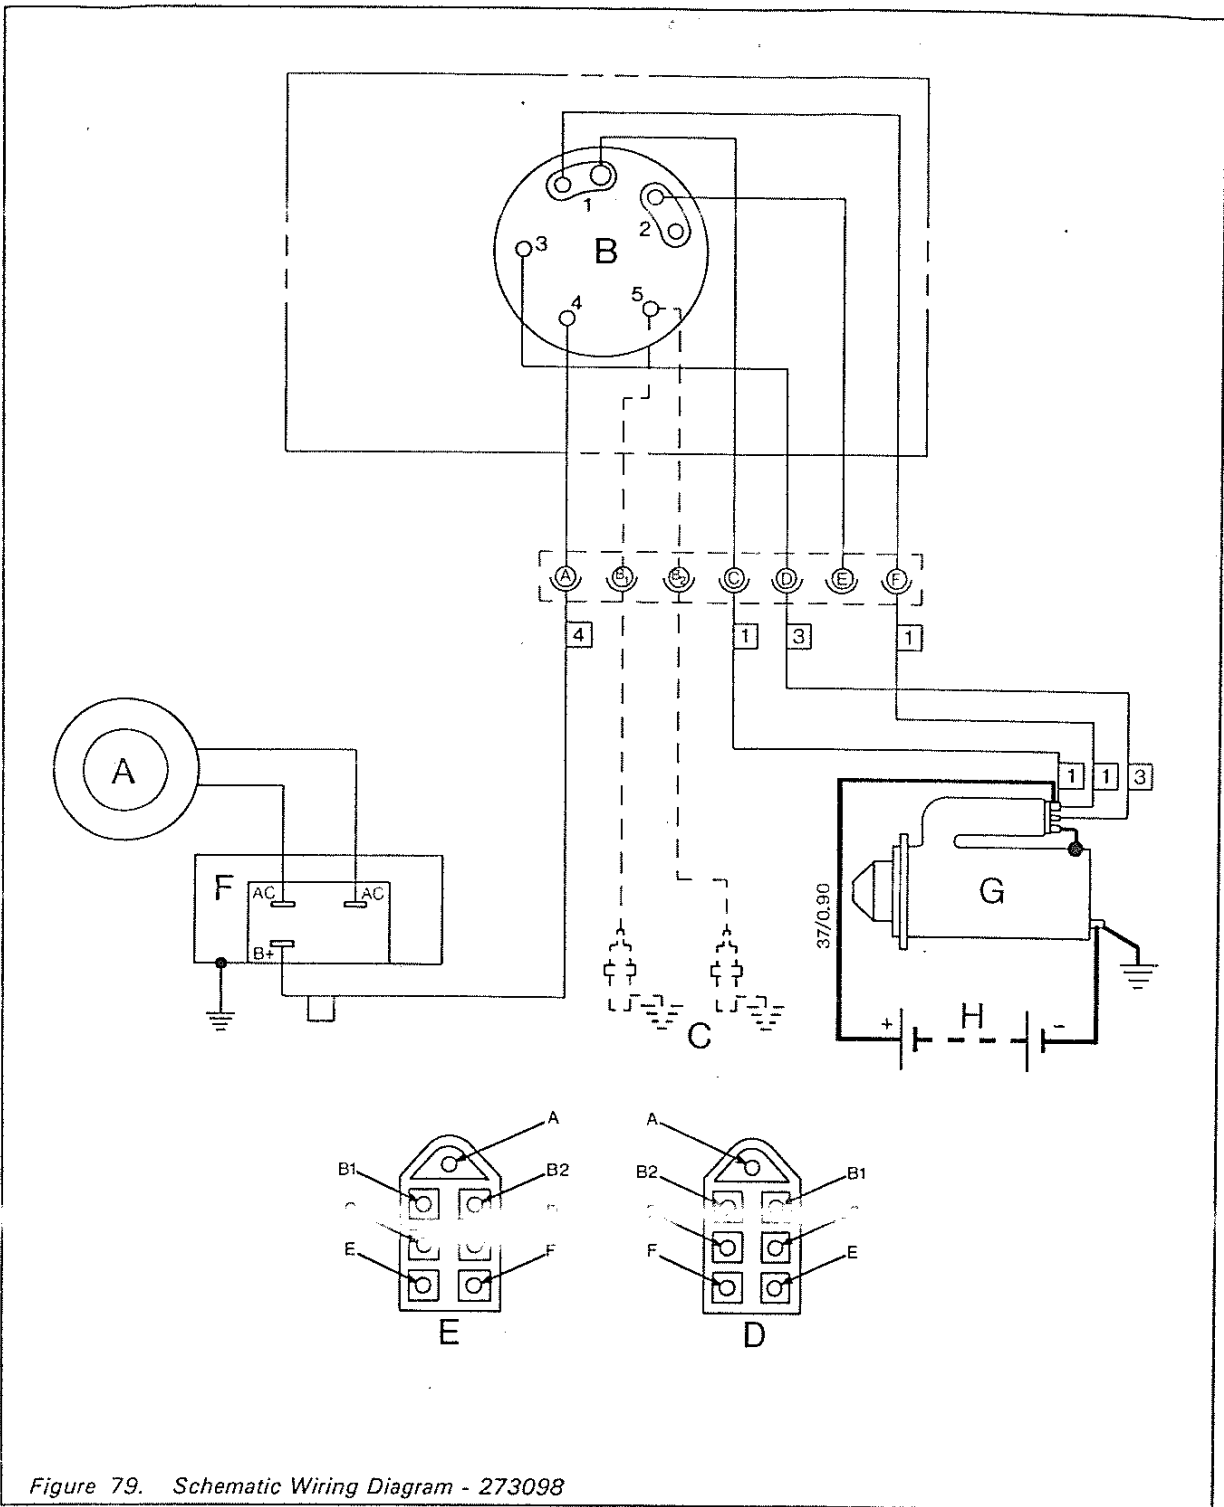 1
2
3
B
4
5
A B1 B2 C D E F
4 1 3 1
A
1 1 3
F
AC AC
B+
G
37/0.90
C
+ H -
A A
B1 B2 B2 B1
E F F E
E D
Figure 79. Schematic Wiring Diagram - 273098